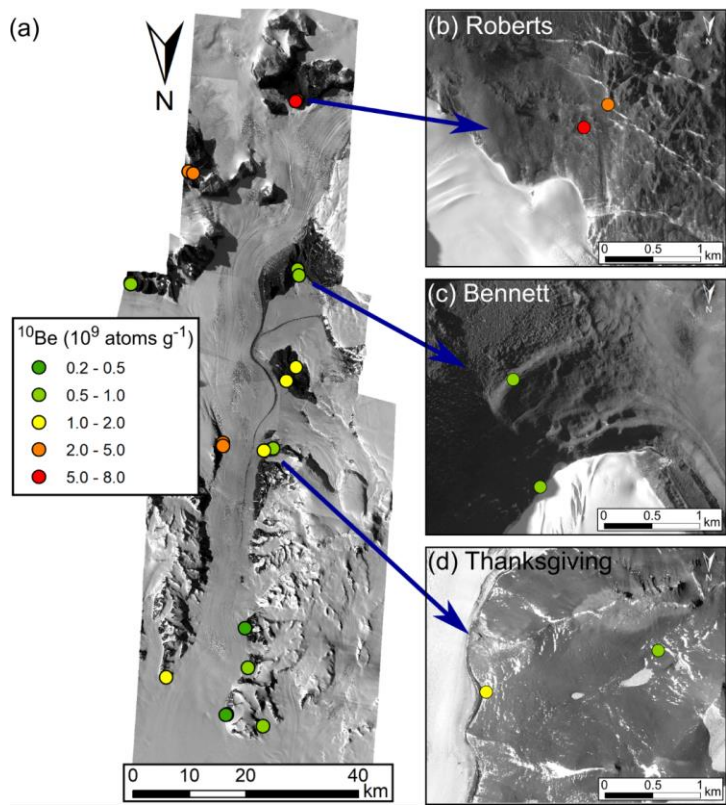 (a)
N
¹⁰Be (10⁹ atoms g⁻¹)
0.2 - 0.5
0.5 - 1.0
1.0 - 2.0
2.0 - 5.0
5.0 - 8.0
0 10 20 40
km
(b) Roberts
N
0 0.5 1
km
(c) Bennett
N
0 0.5 1
km
(d) Thanksgiving
N
0 0.5 1
km